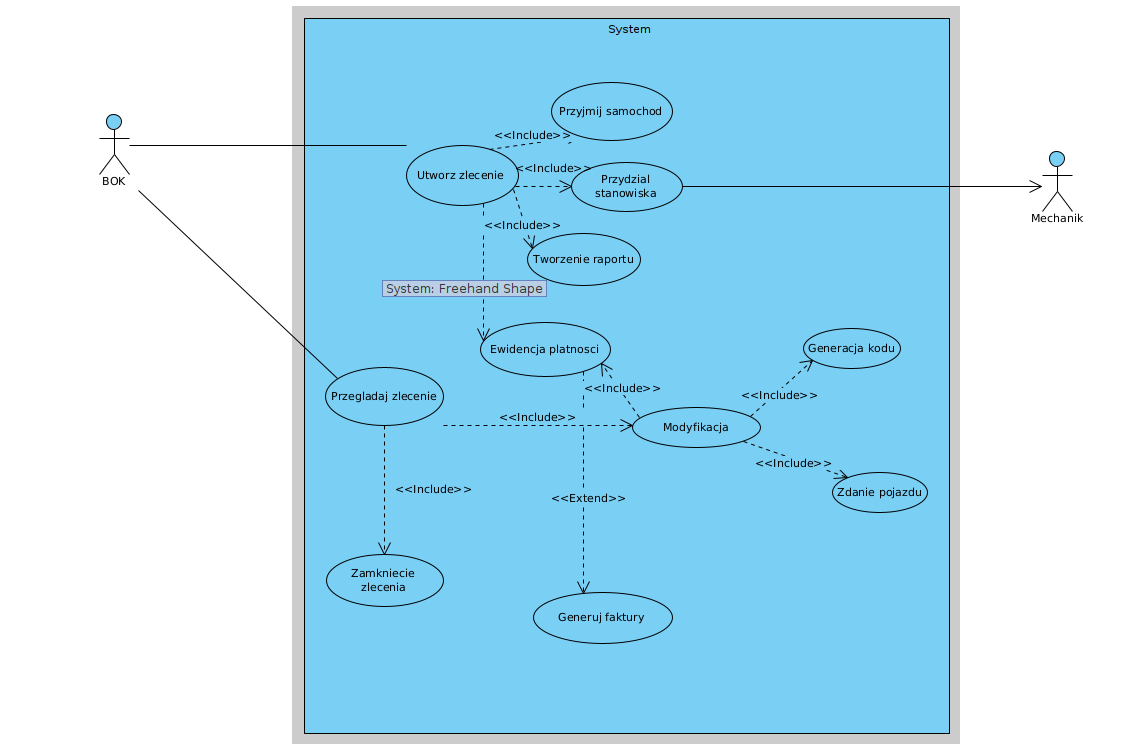 System
Przyjmij samochod
<<Include>>
BOK
Utworz zlecenie
<<Include>>
Przydzial
stanowiska
Mechanik
<<Include>>
Tworzenie raportu
System: Freehand Shape
Ewidencja platnosci
Generacja kodu
<<Include>>
Przegladaj zlecenie
<<Include>>
<<Include>>
Modyfikacja
<<Include>>
<<Include>>
Zdanie pojazdu
<<Extend>>
Zamkniecie
zlecenia
Generuj faktury